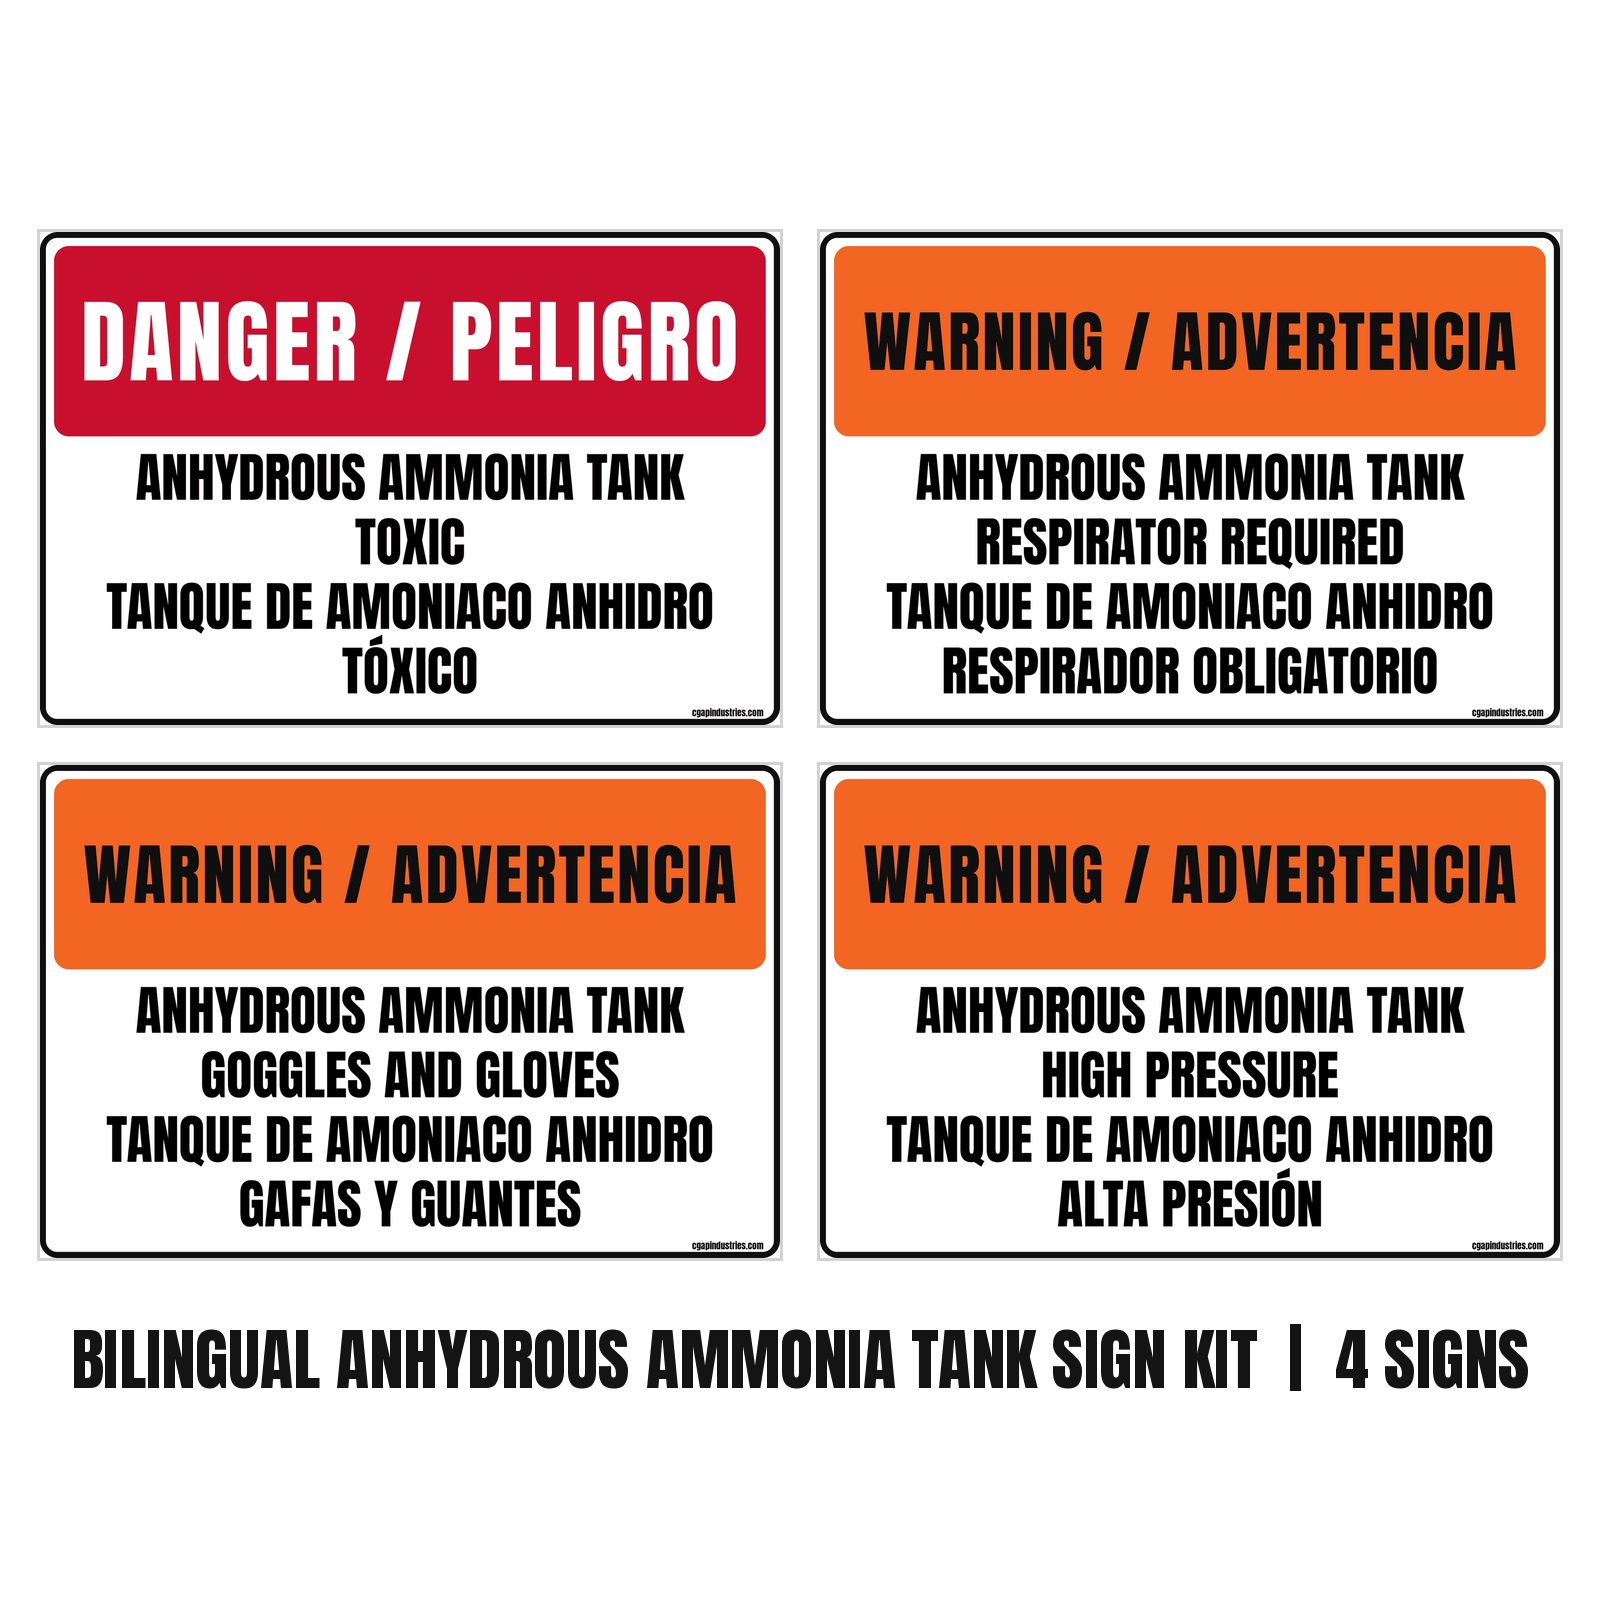 DANGER / PELIGRO
ANHYDROUS AMMONIA TANK
TOXIC
TANQUE DE AMONIACO ANHIDRO
TÓXICO
cgapindustries.com
WARNING / ADVERTENCIA
ANHYDROUS AMMONIA TANK
RESPIRATOR REQUIRED
TANQUE DE AMONIACO ANHIDRO
RESPIRADOR OBLIGATORIO
cgapindustries.com
WARNING / ADVERTENCIA
ANHYDROUS AMMONIA TANK
GOGGLES AND GLOVES
TANQUE DE AMONIACO ANHIDRO
GAFAS Y GUANTES
cgapindustries.com
WARNING / ADVERTENCIA
ANHYDROUS AMMONIA TANK
HIGH PRESSURE
TANQUE DE AMONIACO ANHIDRO
ALTA PRESIÓN
cgapindustries.com
BILINGUAL ANHYDROUS AMMONIA TANK SIGN KIT | 4 SIGNS